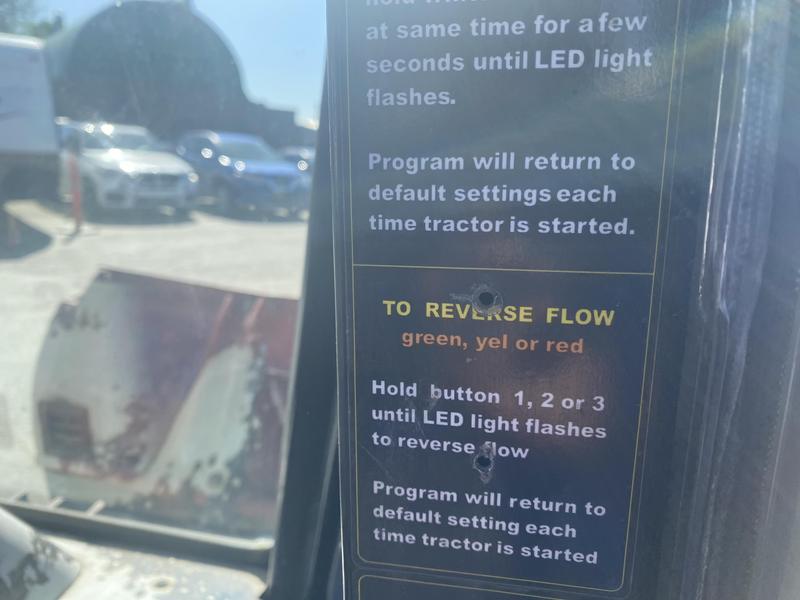 at same time for a few
seconds until LED light
flashes.
Program will return to
default settings each
time tractor is started.
TO REVERSE FLOW
green, yel or red
Hold button 1, 2 or 3
until LED light flashes
to reverse flow
Program will return to
default setting each
time tractor is started